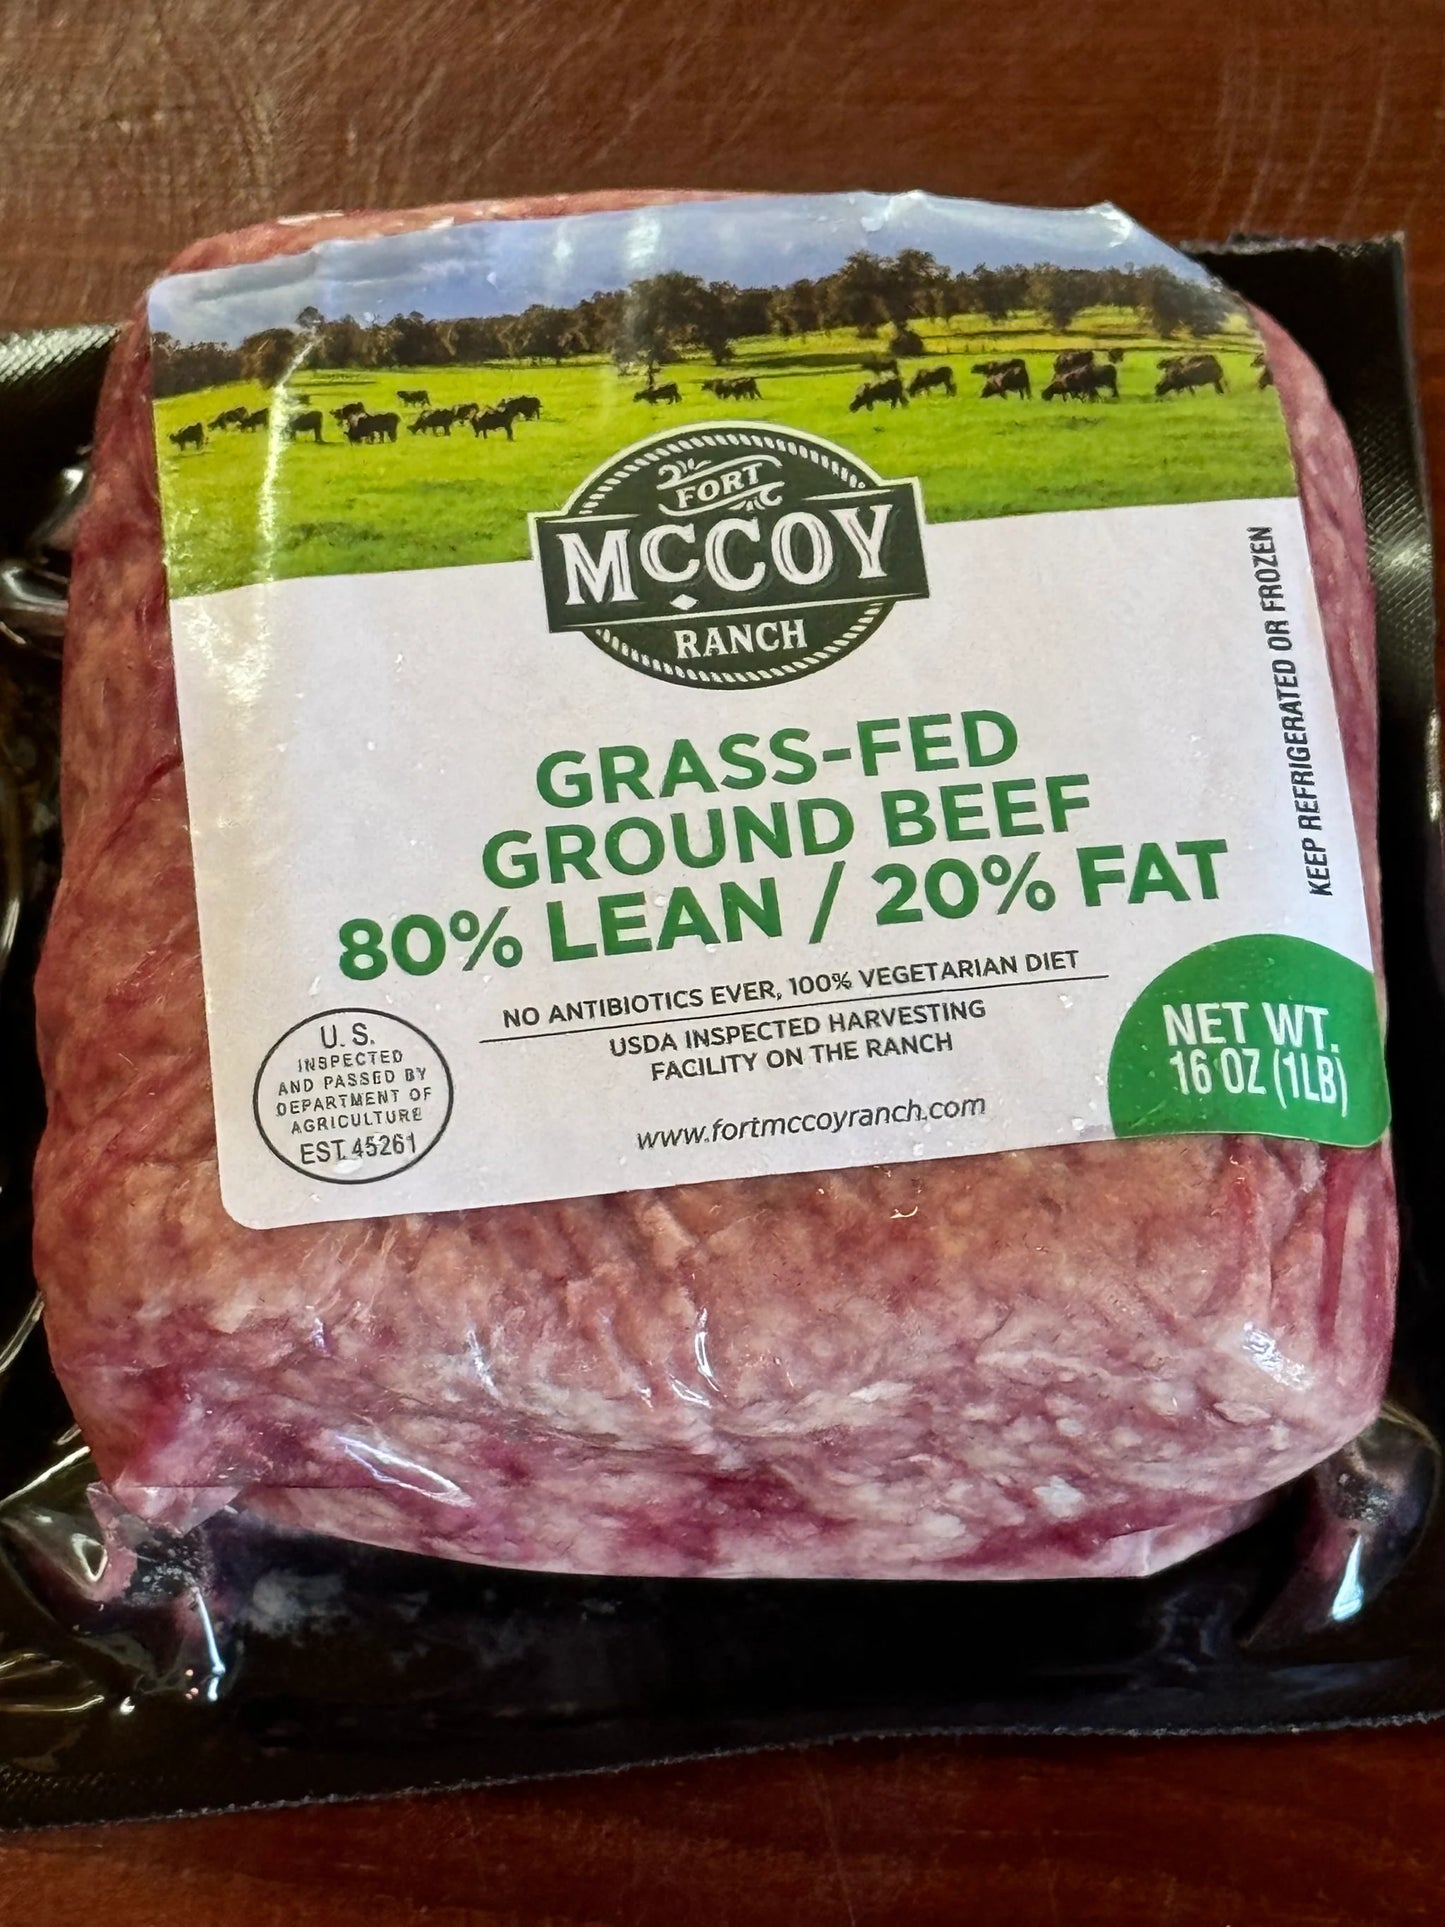 FORT
McCOY
RANCH
GRASS-FED
GROUND BEEF
80% LEAN / 20% FAT
NO ANTIBIOTICS EVER, 100% VEGETARIAN DIET
USDA INSPECTED HARVESTING
FACILITY ON THE RANCH
www.fortmccoyranch.com
U.S.
INSPECTED
AND PASSED BY
DEPARTMENT OF
AGRICULTURE
EST. 45261
NET WT.
16 OZ (1LB)
KEEP REFRIGERATED OR FROZEN